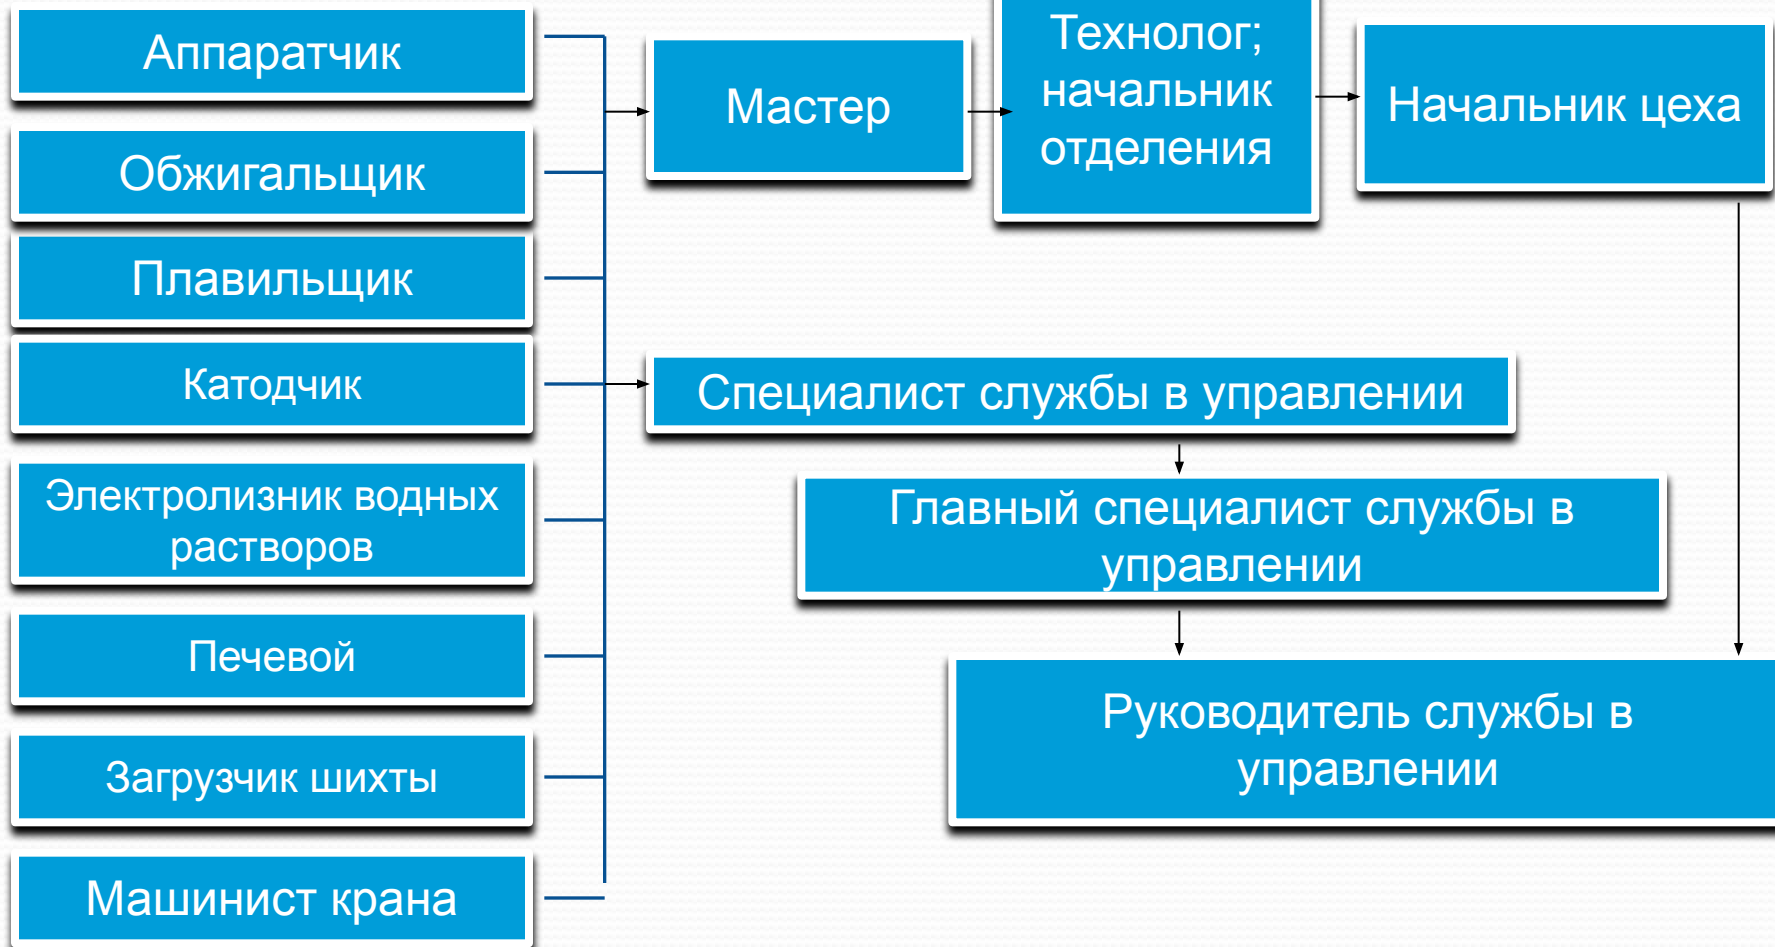 Аппаратчик
Обжигальщик
Плавильщик
Катодчик
Электролизник водных
растворов
Печевой
Загрузчик шихты
Машинист крана
Мастер
Технолог;
начальник
отделения
Начальник цеха
Специалист службы в управлении
Главный специалист службы в
управлении
Руководитель службы в
управлении